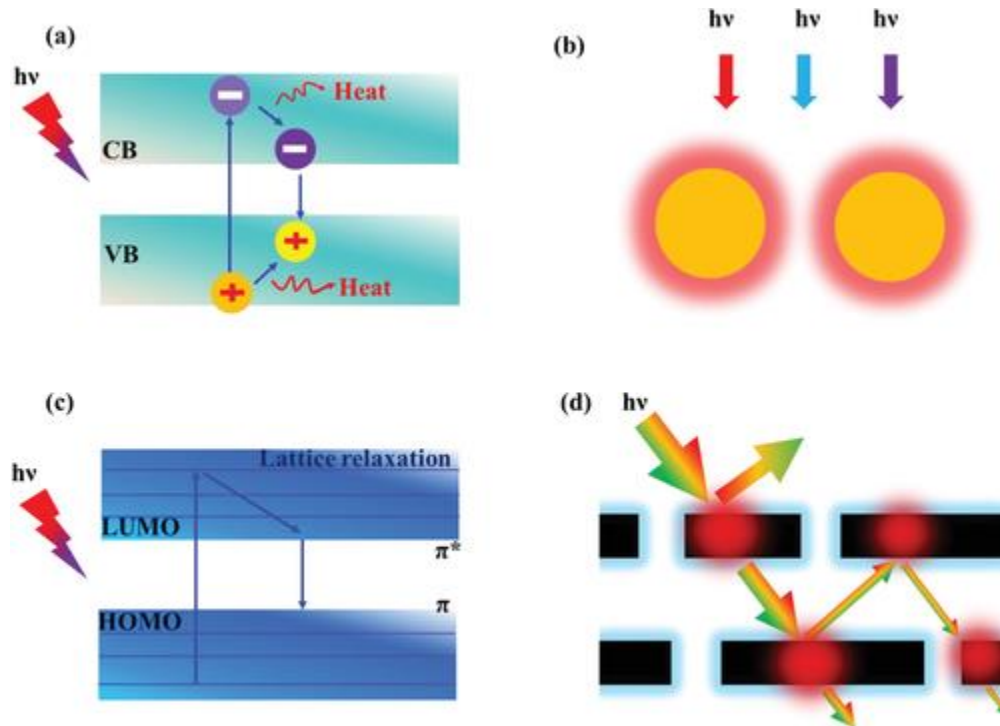 (a)
hν
Heat
CB
VB
Heat
(b)
hν hν hν
(c)
hν
Lattice relaxation
LUMO
π*
π
HOMO
(d)
hν